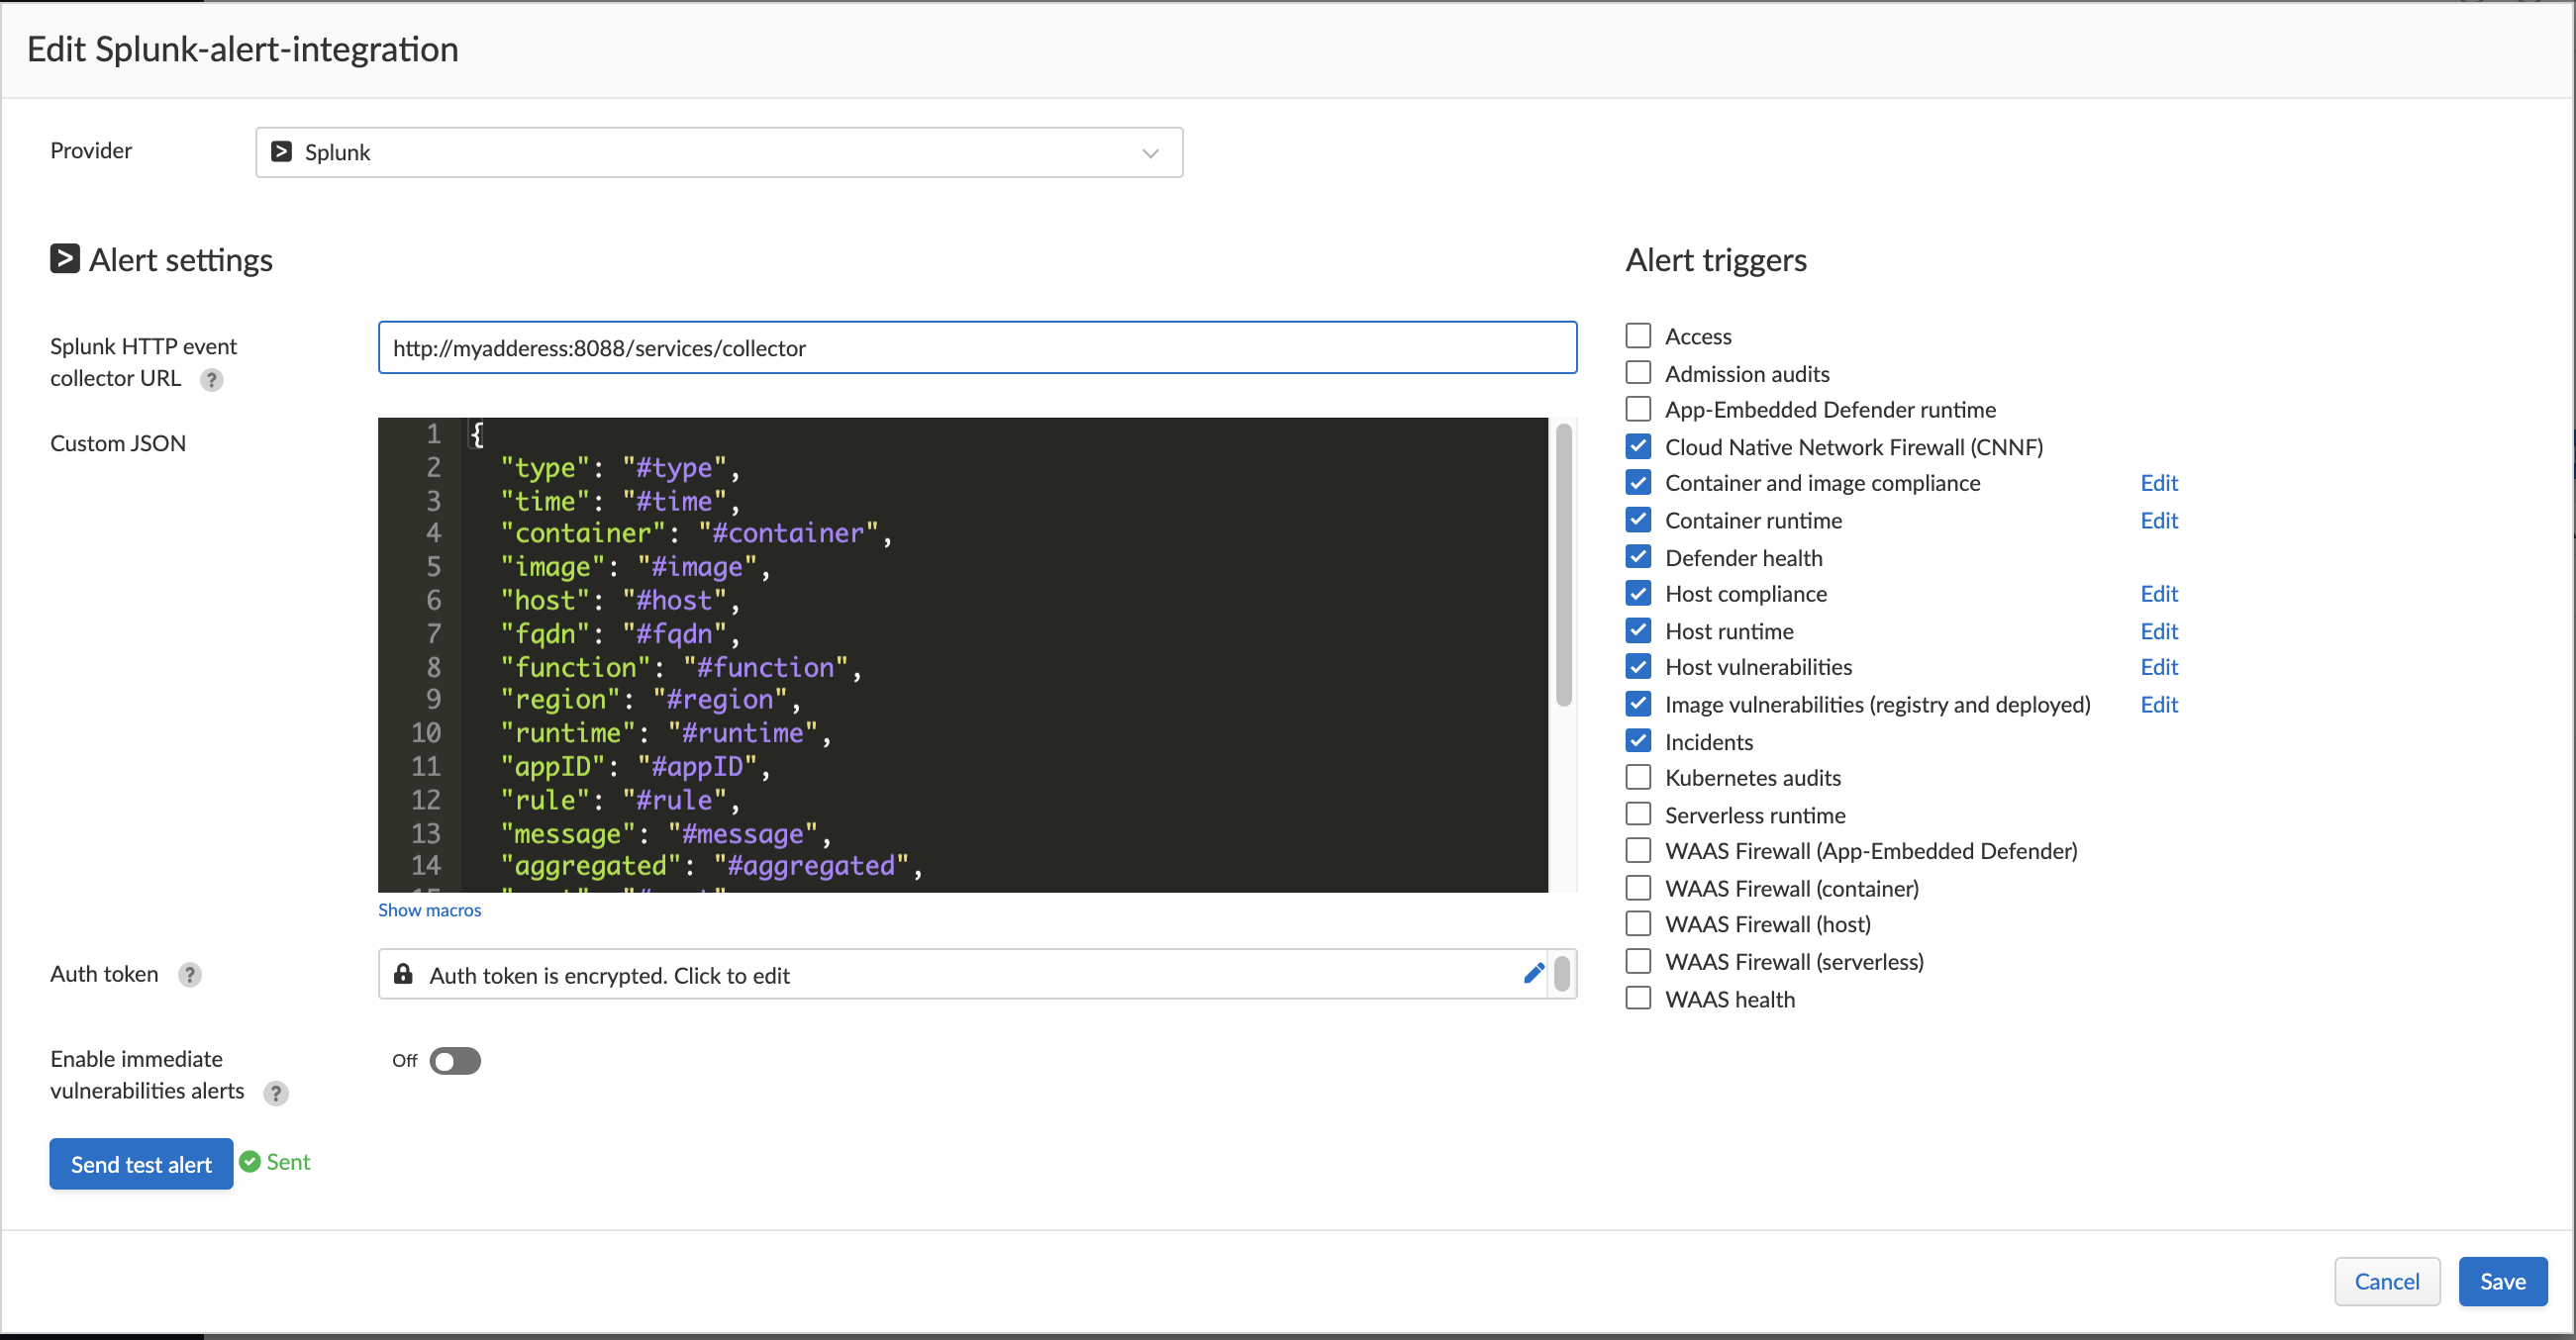 Edit Splunk-alert-integration
Provider
Splunk
Alert settings
Splunk HTTP event
collector URL ?
http://myadderess:8088/services/collector
Custom JSON
1 {
2 "type": "#type",
3 "time": "#time",
4 "container": "#container",
5 "image": "#image",
6 "host": "#host",
7 "fqdn": "#fqdn",
8 "function": "#function",
9 "region": "#region",
10 "runtime": "#runtime",
11 "appID": "#appID",
12 "rule": "#rule",
13 "message": "#message",
14 "aggregated": "#aggregated",
Show macros
Auth token ?
Auth token is encrypted. Click to edit
Enable immediate
vulnerabilities alerts ?
Off
Send test alert
Sent
Alert triggers
Access
Admission audits
App-Embedded Defender runtime
Cloud Native Network Firewall (CNNF)
Container and image compliance Edit
Container runtime Edit
Defender health
Host compliance Edit
Host runtime Edit
Host vulnerabilities Edit
Image vulnerabilities (registry and deployed) Edit
Incidents
Kubernetes audits
Serverless runtime
WAAS Firewall (App-Embedded Defender)
WAAS Firewall (container)
WAAS Firewall (host)
WAAS Firewall (serverless)
WAAS health
Cancel
Save